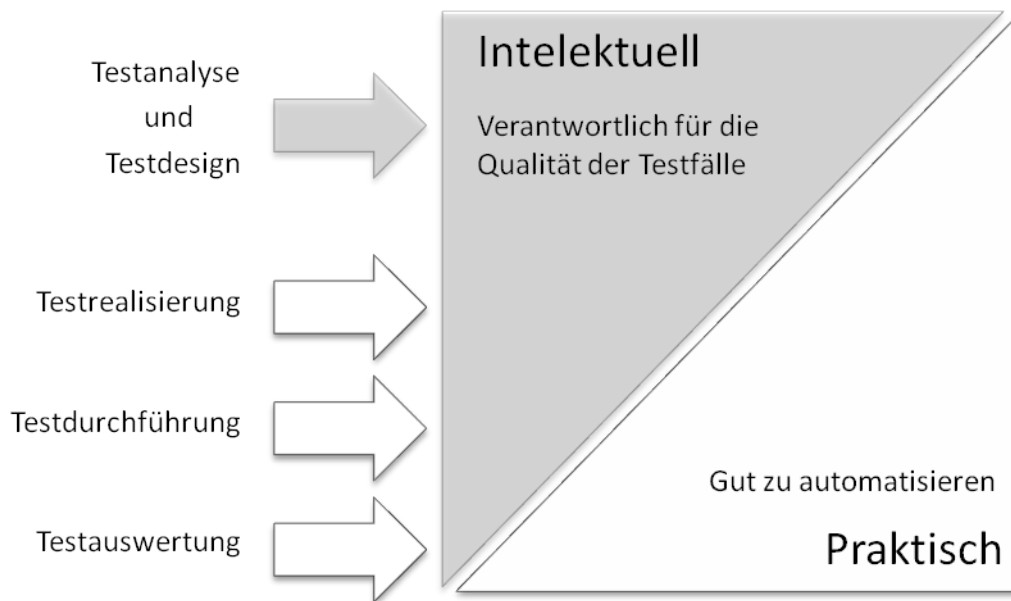 Testanalyse
und
Testdesign
Intelektuell
Verantwortlich für die
Qualität der Testfälle
Testrealisierung
Testdurchführung
Testauswertung
Gut zu automatisieren
Praktisch